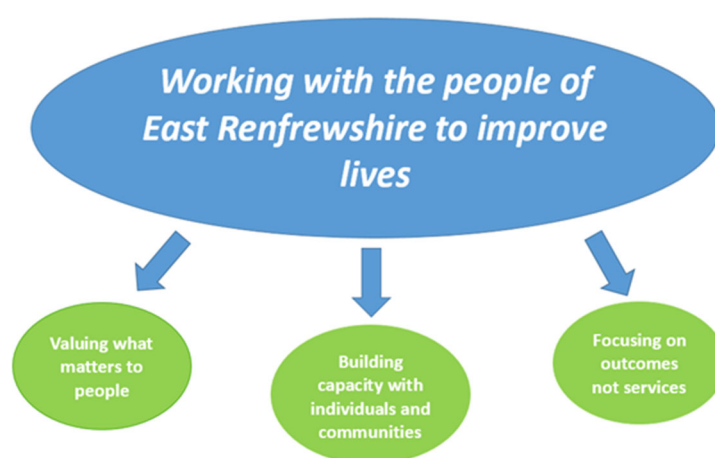 Working with the people of
East Renfrewshire to improve
lives
Valuing what
matters to
people
Building
capacity with
individuals and
communities
Focusing on
outcomes
not services